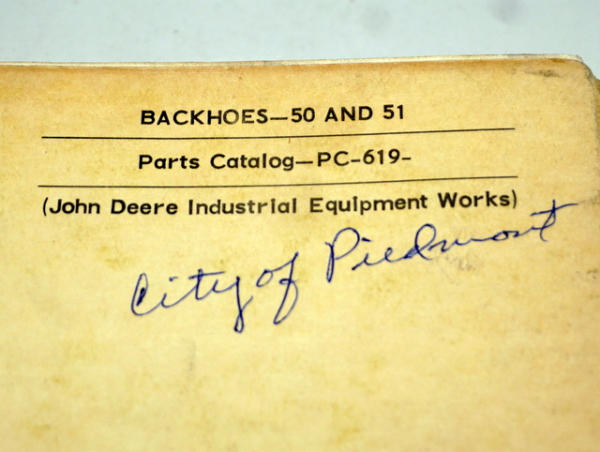 BACKHOES—50 AND 51
Parts Catalog—PC-619-
(John Deere Industrial Equipment Works)
City of Piedmont